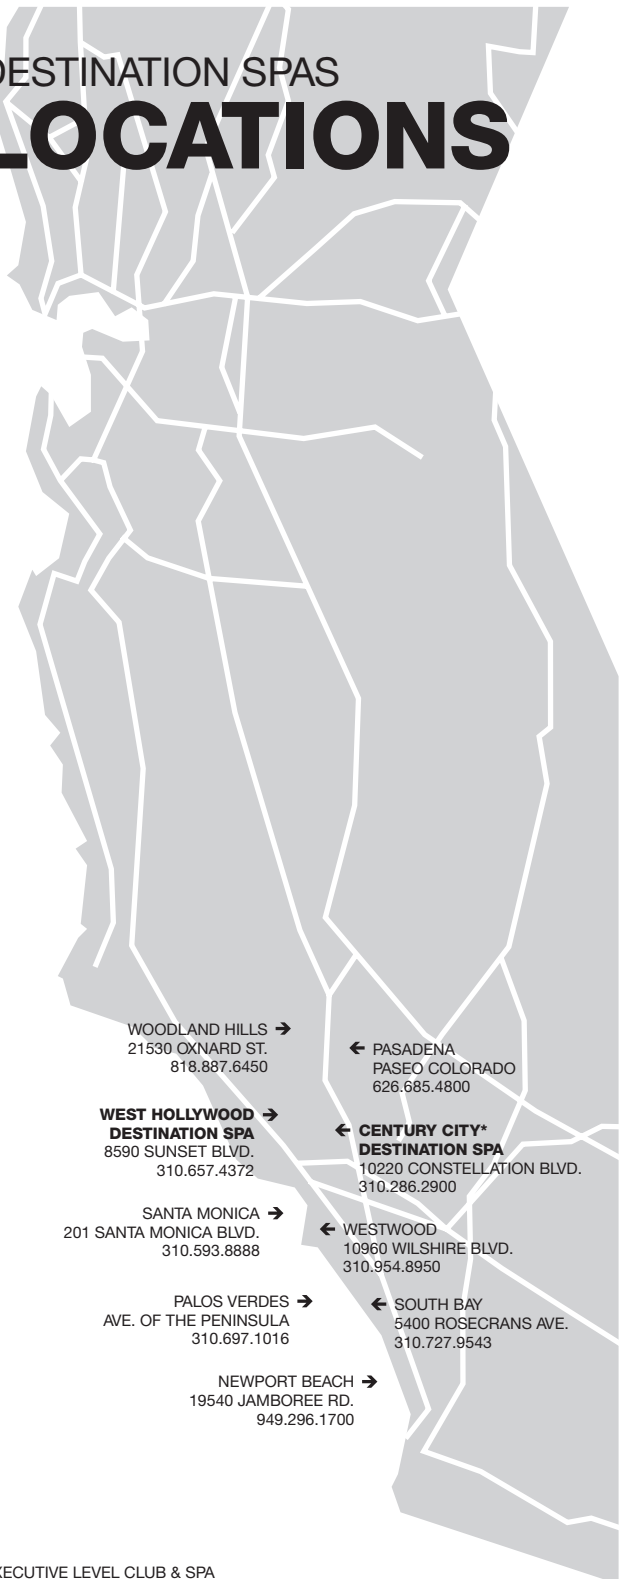 DESTINATION SPAS
LOCATIONS
WOODLAND HILLS →
21530 OXNARD ST.
818.887.6450
← PASADENA
PASEO COLORADO
626.685.4800
WEST HOLLYWOOD →
DESTINATION SPA
8590 SUNSET BLVD.
310.657.4372
← CENTURY CITY*
DESTINATION SPA
10220 CONSTELLATION BLVD.
310.286.2900
SANTA MONICA →
201 SANTA MONICA BLVD.
310.593.8888
← WESTWOOD
10960 WILSHIRE BLVD.
310.954.8950
PALOS VERDES →
AVE. OF THE PENINSULA
310.697.1016
← SOUTH BAY
5400 ROSECRANS AVE.
310.727.9543
NEWPORT BEACH →
19540 JAMBOREE RD.
949.296.1700
XECUTIVE LEVEL CLUB & SPA